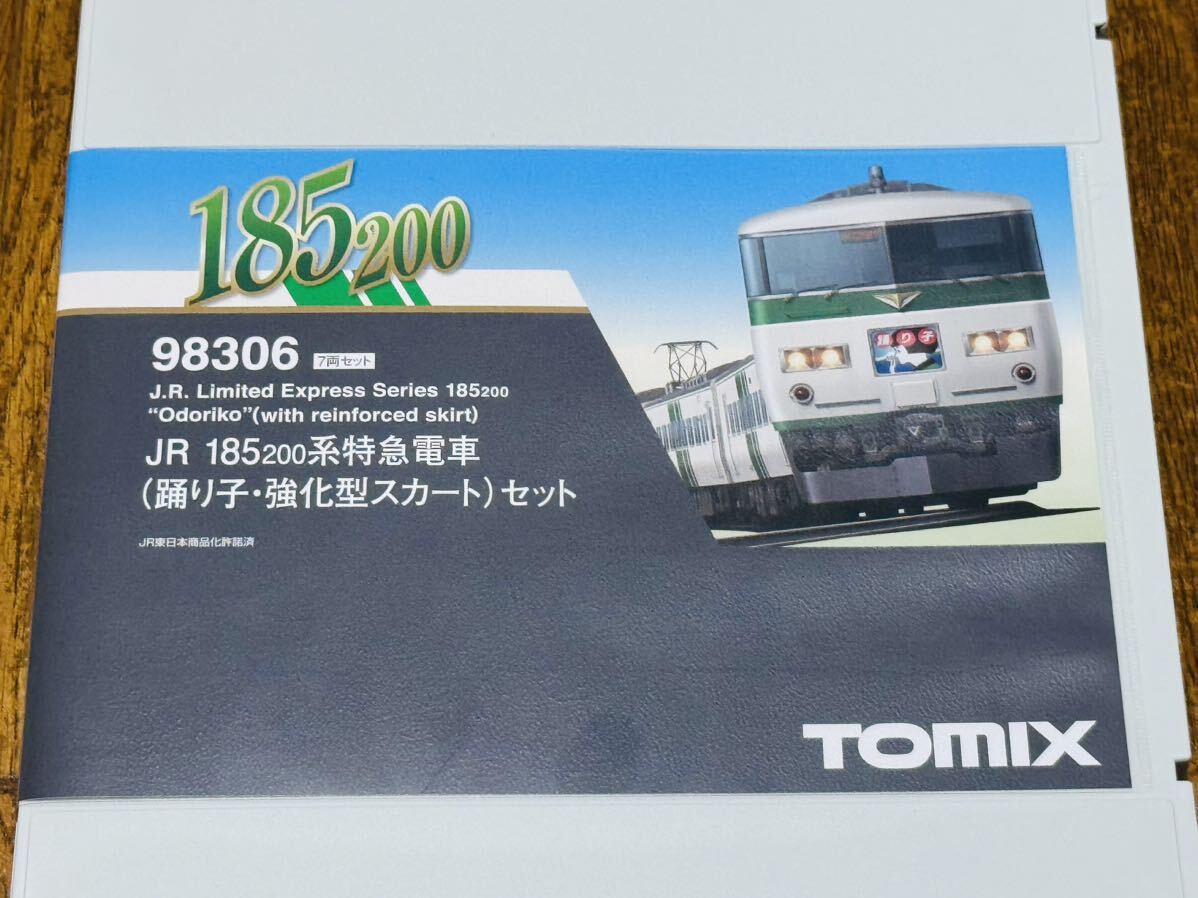 185200
98306 7両セット
J.R. Limited Express Series 185200
“Odoriko”(with reinforced skirt)
JR 185200系特急電車
(踊り子・強化型スカート)セット
JR東日本商品化許諾済
踊り子
TOMIX